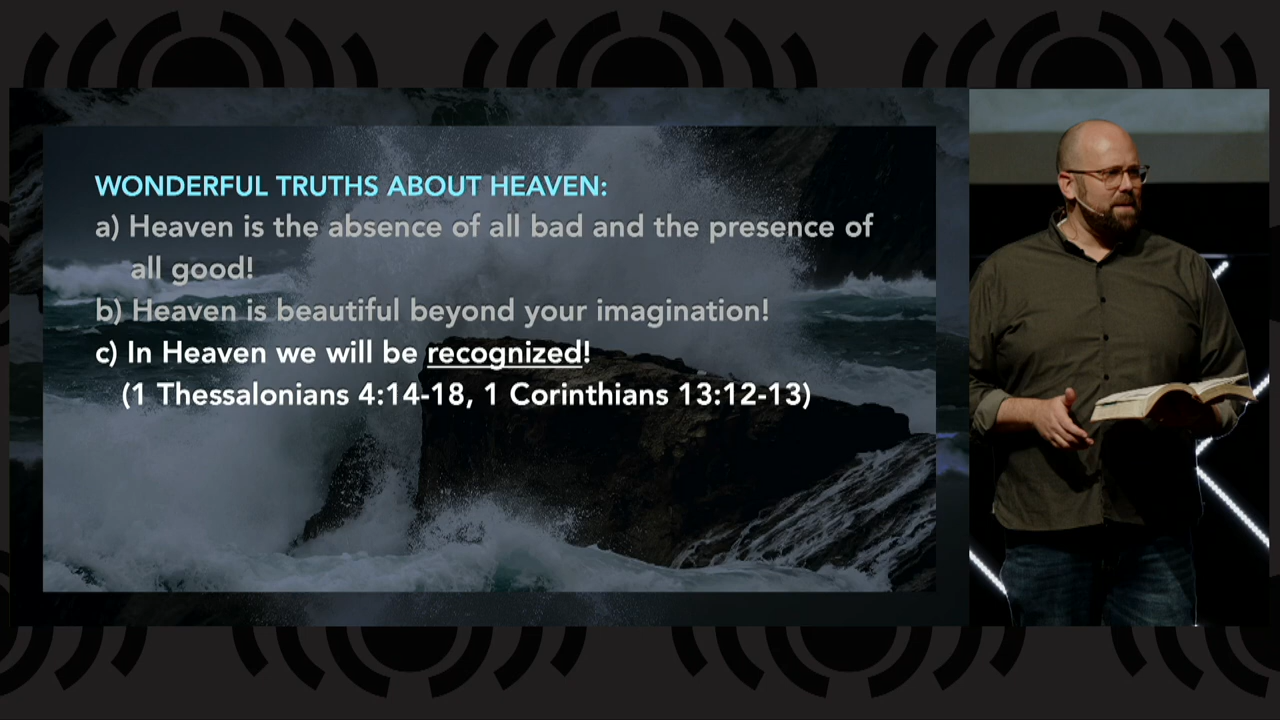 WONDERFUL TRUTHS ABOUT HEAVEN:
a) Heaven is the absence of all bad and the presence of
all good!
b) Heaven is beautiful beyond your imagination!
c) In Heaven we will be recognized!
(1 Thessalonians 4:14-18, 1 Corinthians 13:12-13)